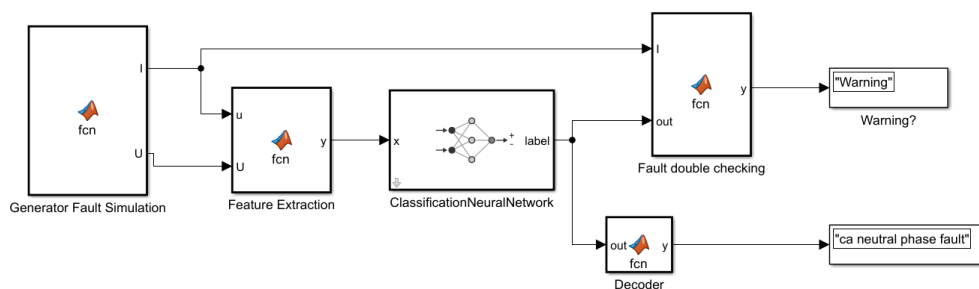 I
fcn
U
Generator Fault Simulation
u
U
fcn
y
Feature Extraction
x
+
-
label
ClassificationNeuralNetwork
I
out
fcn
y
Fault double checking
"Warning"
Warning?
out
y
fcn
Decoder
"ca neutral phase fault"